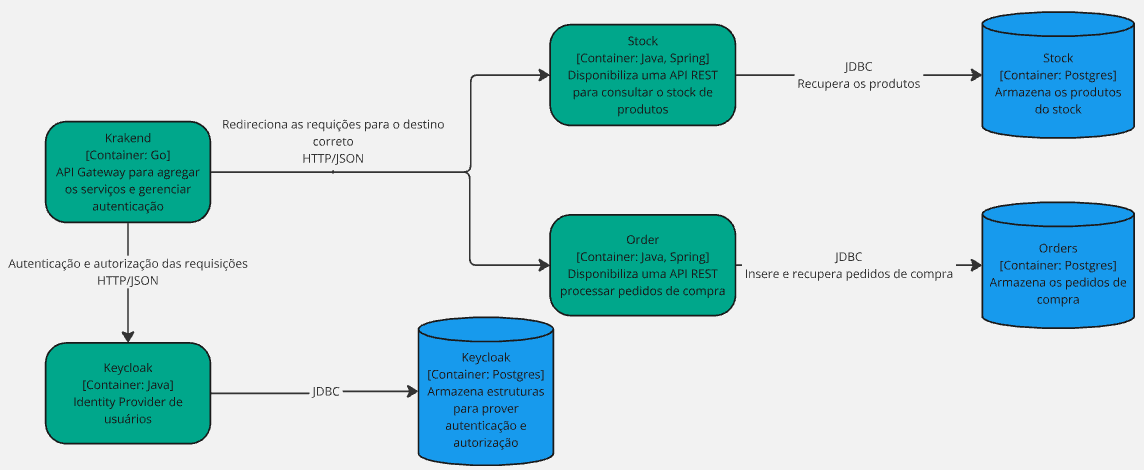 Stock
[Container: Java, Spring]
Disponibiliza uma API REST
para consultar o stock de
produtos
JDBC
Recupera os produtos
Stock
[Container: Postgres]
Armazena os produtos
do stock
Redireciona as requições para o destino
correto
HTTP/JSON
Krakend
[Container: Go]
API Gateway para agregar
os serviços e gerenciar
autenticação
Order
[Container: Java, Spring]
Disponibiliza uma API REST
processar pedidos de compra
JDBC
Insere e recupera pedidos de compra
Orders
[Container: Postgres]
Armazena os pedidos de
compra
Autenticação e autorização das requisições
HTTP/JSON
Keycloak
[Container: Java]
Identity Provider de
usuários
JDBC
Keycloak
[Container: Postgres]
Armazena estruturas
para prover
autenticação e
autorização